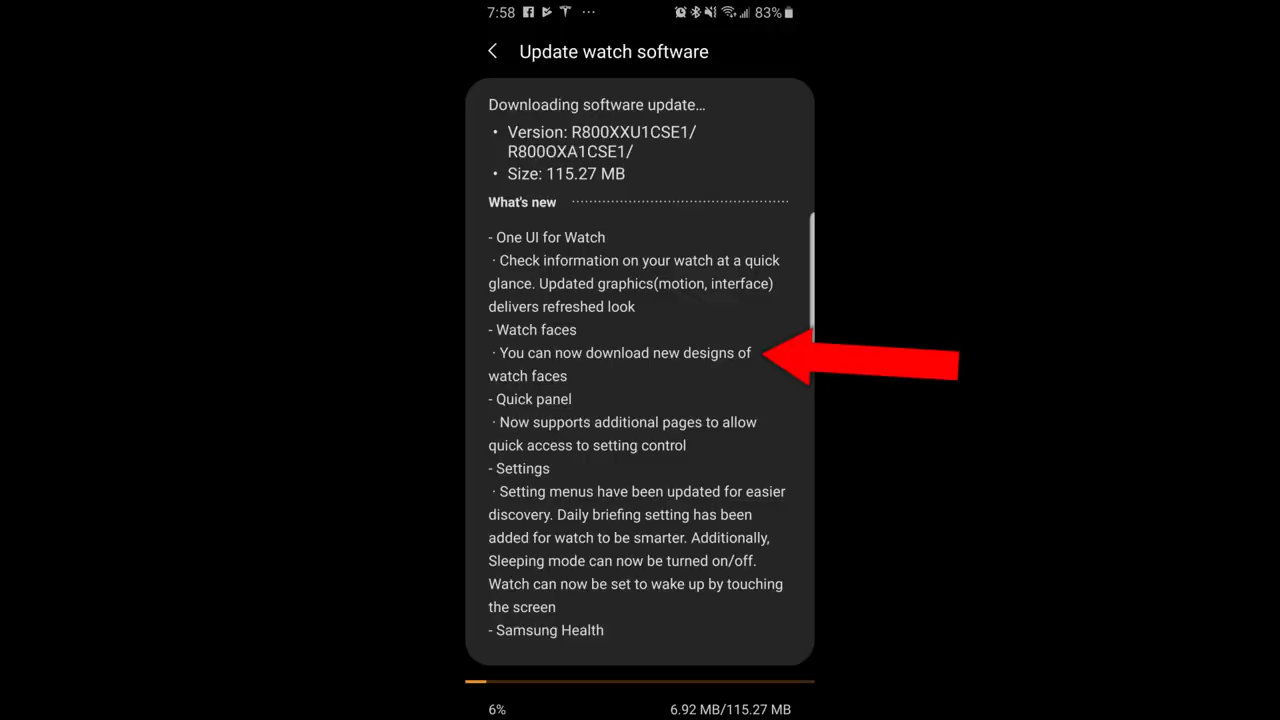 7:58 ... 83%
Update watch software
Downloading software update...
• Version: R800XXU1CSE1/
R800OXA1CSE1/
• Size: 115.27 MB
What's new
- One UI for Watch
· Check information on your watch at a quick
glance. Updated graphics(motion, interface)
delivers refreshed look
- Watch faces
· You can now download new designs of
watch faces
- Quick panel
· Now supports additional pages to allow
quick access to setting control
- Settings
· Setting menus have been updated for easier
discovery. Daily briefing setting has been
added for watch to be smarter. Additionally,
Sleeping mode can now be turned on/off.
Watch can now be set to wake up by touching
the screen
- Samsung Health
6% 6.92 MB/115.27 MB